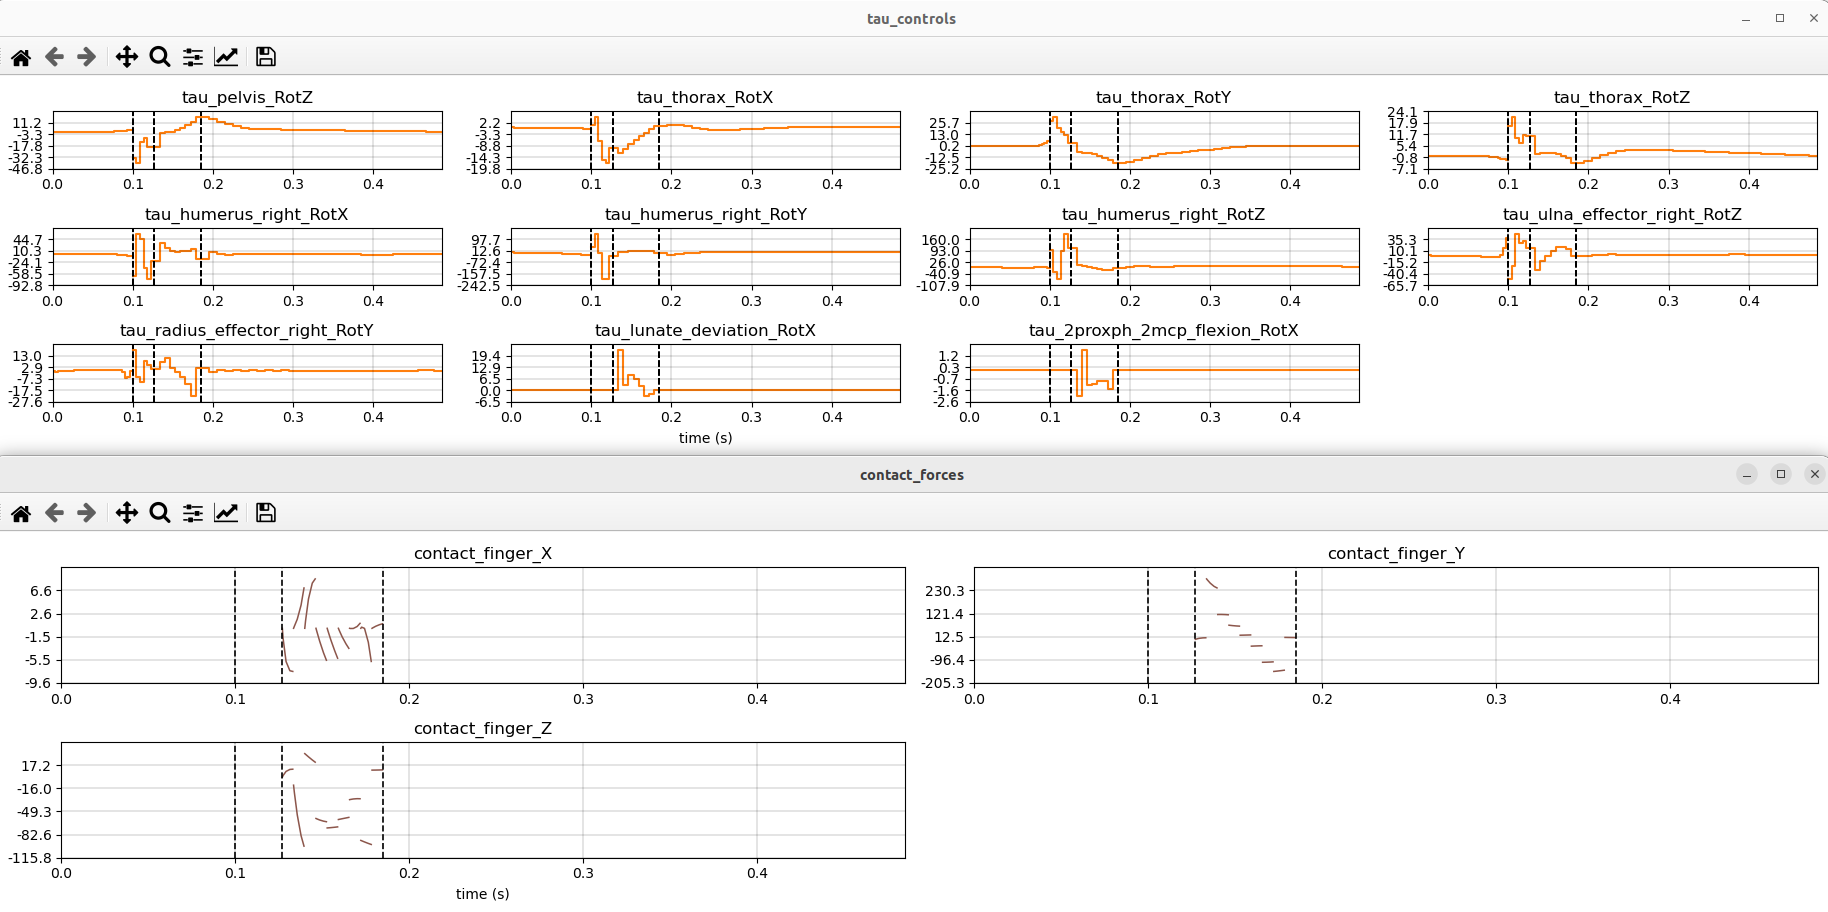 tau_controls
tau_pelvis_RotZ
11.2
-3.3
-17.8
-32.3
-46.8
0.0 0.1 0.2 0.3 0.4
tau_thorax_RotX
2.2
-3.3
-8.8
-14.3
-19.8
0.0 0.1 0.2 0.3 0.4
tau_thorax_RotY
25.7
13.0
0.2
-12.5
-25.2
0.0 0.1 0.2 0.3 0.4
tau_thorax_RotZ
24.1
17.9
11.7
5.4
-0.8
-7.1
0.0 0.1 0.2 0.3 0.4
tau_humerus_right_RotX
44.7
10.3
-24.1
-58.5
-92.8
0.0 0.1 0.2 0.3 0.4
tau_humerus_right_RotY
97.7
12.6
-72.4
-157.5
-242.5
0.0 0.1 0.2 0.3 0.4
tau_humerus_right_RotZ
160.0
93.0
26.0
-40.9
-107.9
0.0 0.1 0.2 0.3 0.4
tau_ulna_effector_right_RotZ
35.3
10.1
-15.2
-40.4
-65.7
0.0 0.1 0.2 0.3 0.4
tau_radius_effector_right_RotY
13.0
2.9
-7.3
-17.5
-27.6
0.0 0.1 0.2 0.3 0.4
tau_lunate_deviation_RotX
19.4
12.9
6.5
0.0
-6.5
0.0 0.1 0.2 0.3 0.4
time (s)
tau_2proxph_2mcp_flexion_RotX
1.2
0.3
-0.7
-1.6
-2.6
0.0 0.1 0.2 0.3 0.4
contact_forces
contact_finger_X
6.6
2.6
-1.5
-5.5
-9.6
0.0 0.1 0.2 0.3 0.4
contact_finger_Y
230.3
121.4
12.5
-96.4
-205.3
0.0 0.1 0.2 0.3 0.4
contact_finger_Z
17.2
-16.0
-49.3
-82.6
-115.8
0.0 0.1 0.2 0.3 0.4
time (s)